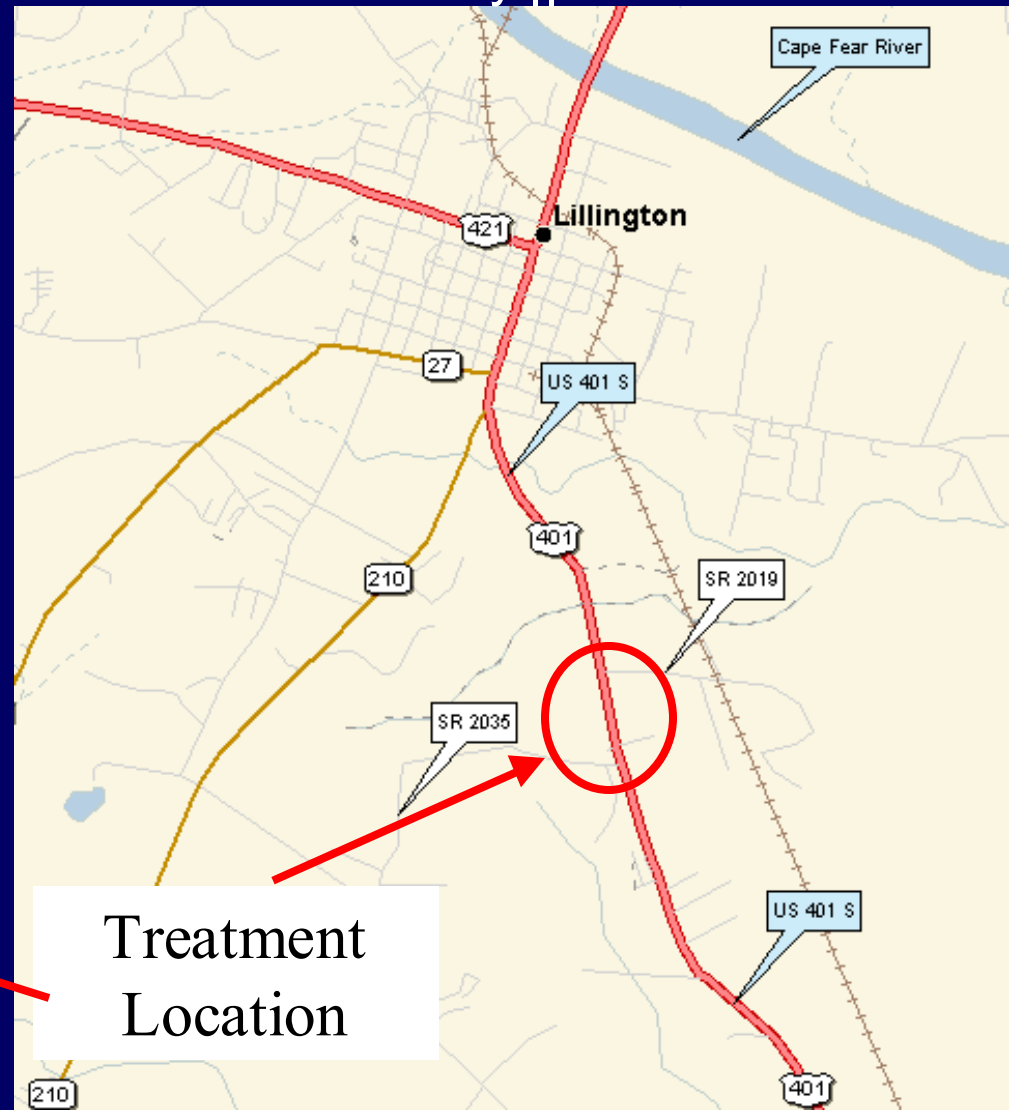 Cape Fear River
Lillington
421
27
US 401 S
401
210
SR 2019
SR 2035
US 401 S
Treatment
Location
401
210